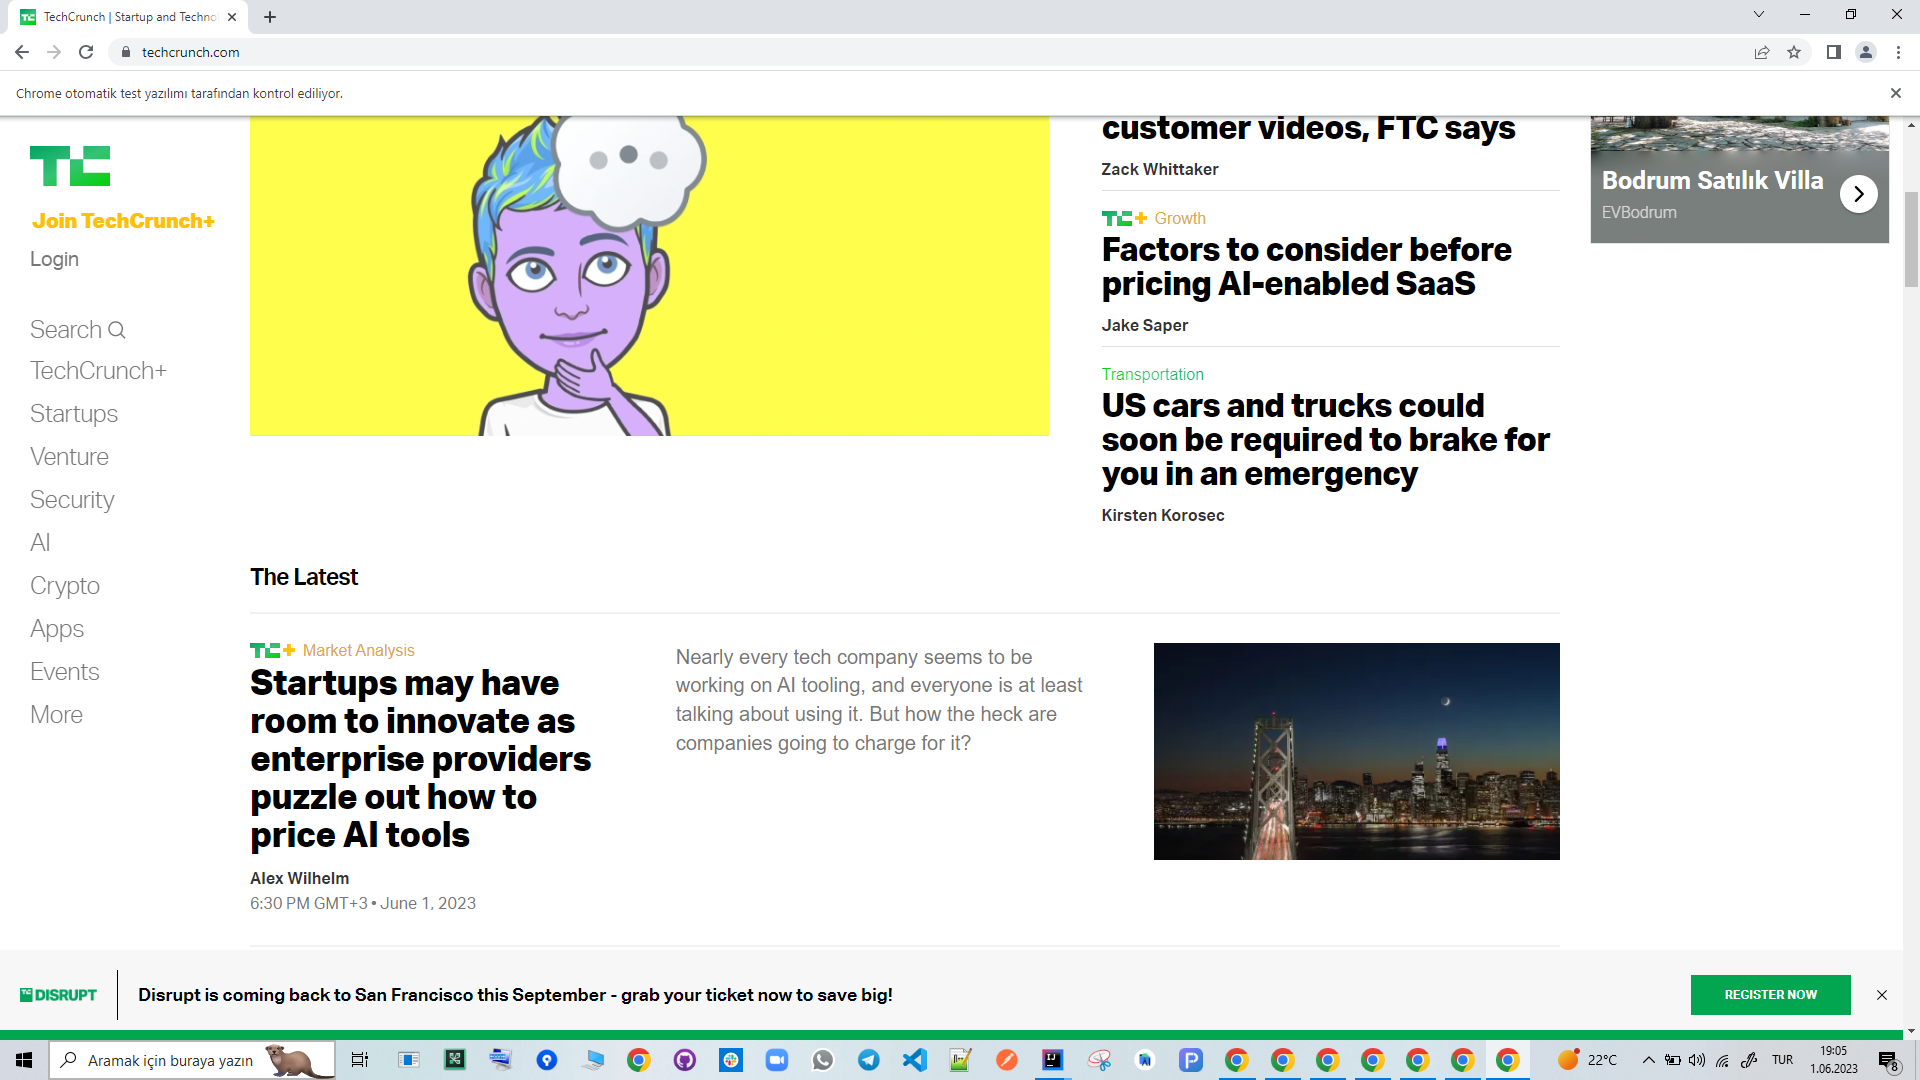 TechCrunch | Startup and Techno
techcrunch.com
Chrome otomatik test yazılımı tarafından kontrol ediliyor.
TC
Join TechCrunch+
Login
Search
TechCrunch+
Startups
Venture
Security
AI
Crypto
Apps
Events
More
customer videos, FTC says
Zack Whittaker
TC+ Growth
Factors to consider before
pricing AI-enabled SaaS
Jake Saper
Transportation
US cars and trucks could
soon be required to brake for
you in an emergency
Kirsten Korosec
Bodrum Satılık Villa
EVBodrum
The Latest
TC+ Market Analysis
Startups may have
room to innovate as
enterprise providers
puzzle out how to
price AI tools
Alex Wilhelm
6:30 PM GMT+3 • June 1, 2023
Nearly every tech company seems to be
working on AI tooling, and everyone is at least
talking about using it. But how the heck are
companies going to charge for it?
TC DISRUPT
Disrupt is coming back to San Francisco this September - grab your ticket now to save big!
REGISTER NOW
Aramak için buraya yazın
22°C
TUR
19:05
1.06.2023
8